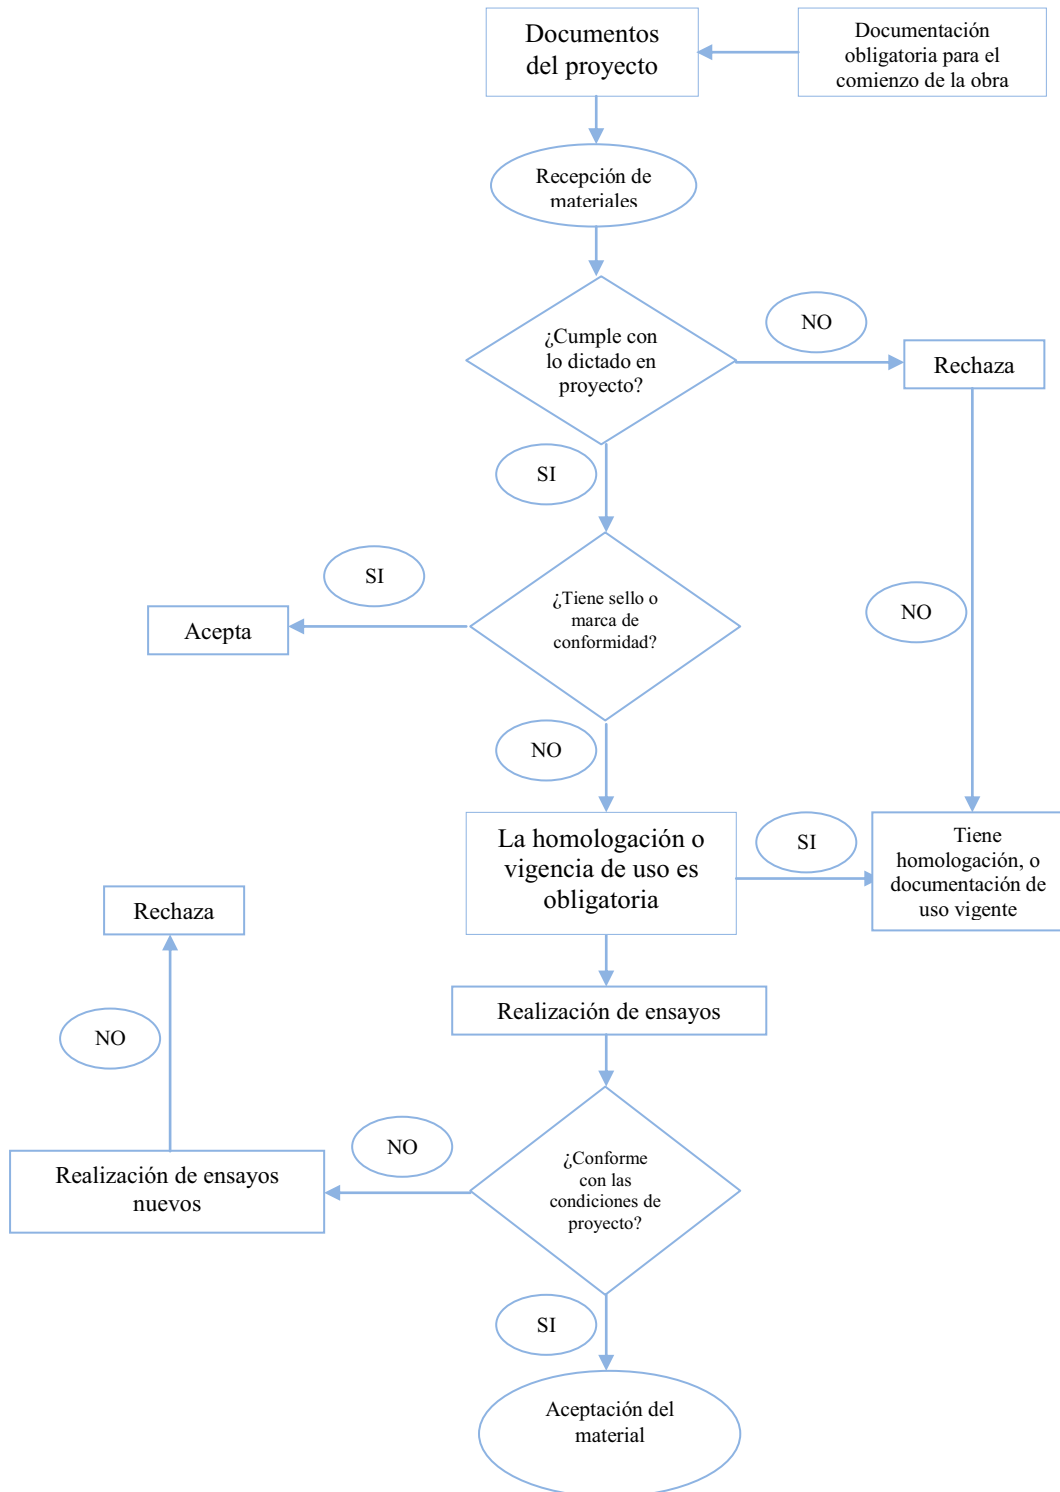 Documentos
del proyecto
Documentación
obligatoria para el
comienzo de la obra
Recepción de
materiales
¿Cumple con
lo dictado en
proyecto?
NO
Rechaza
SI
¿Tiene sello o
marca de
conformidad?
SI
Acepta
NO
NO
La homologación o
vigencia de uso es
obligatoria
SI
Tiene
homologación, o
documentación de
uso vigente
Rechaza
Realización de ensayos
NO
¿Conforme
con las
condiciones de
proyecto?
NO
Realización de ensayos
nuevos
SI
Aceptación del
material